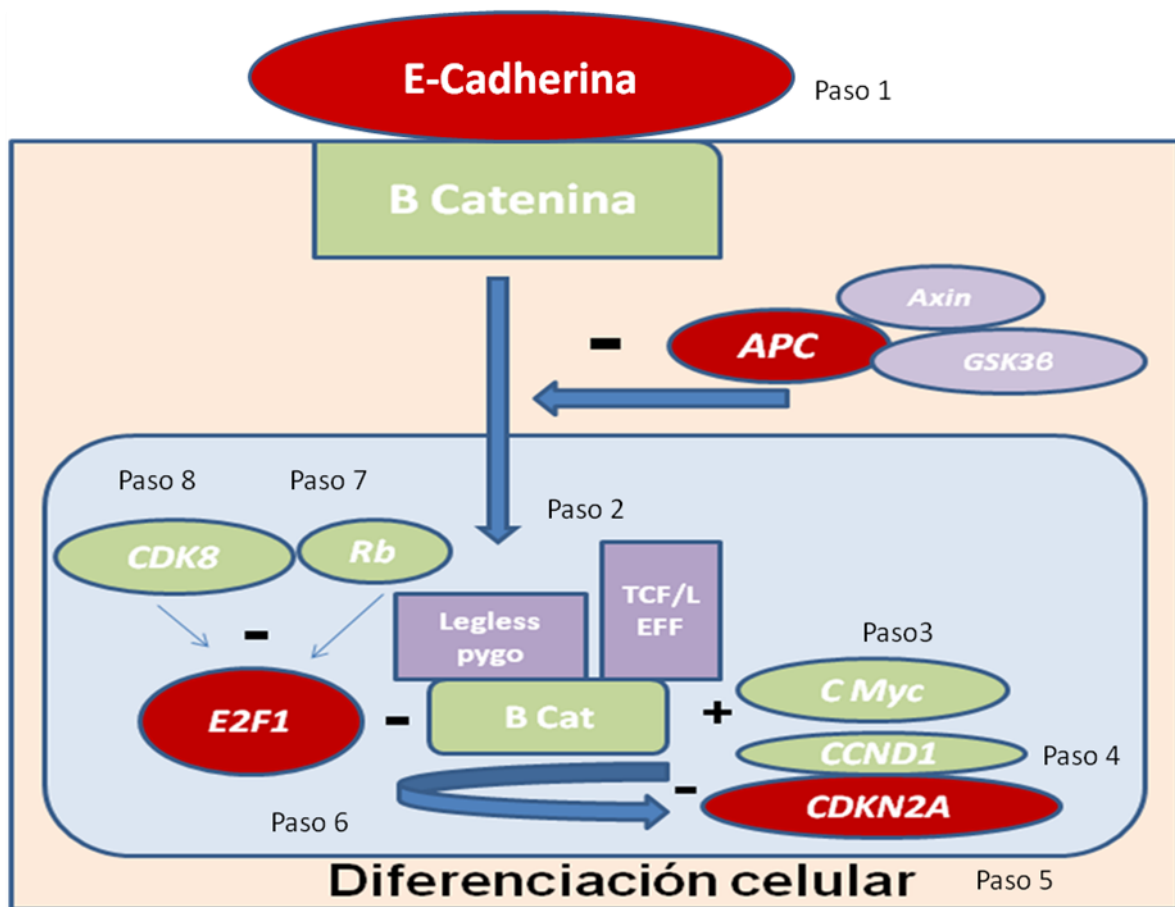 E-Cadherina
Paso 1
B Catenina
Axin
- APC
GSK3β
Paso 8
Paso 7
Paso 2
CDK8
Rb
TCF/L
EFF
Legless
pygo
-
Paso3
C Myc
E2F1
-
B Cat
+
CCND1
Paso 4
-
CDKN2A
Paso 6
Diferenciación celular
Paso 5